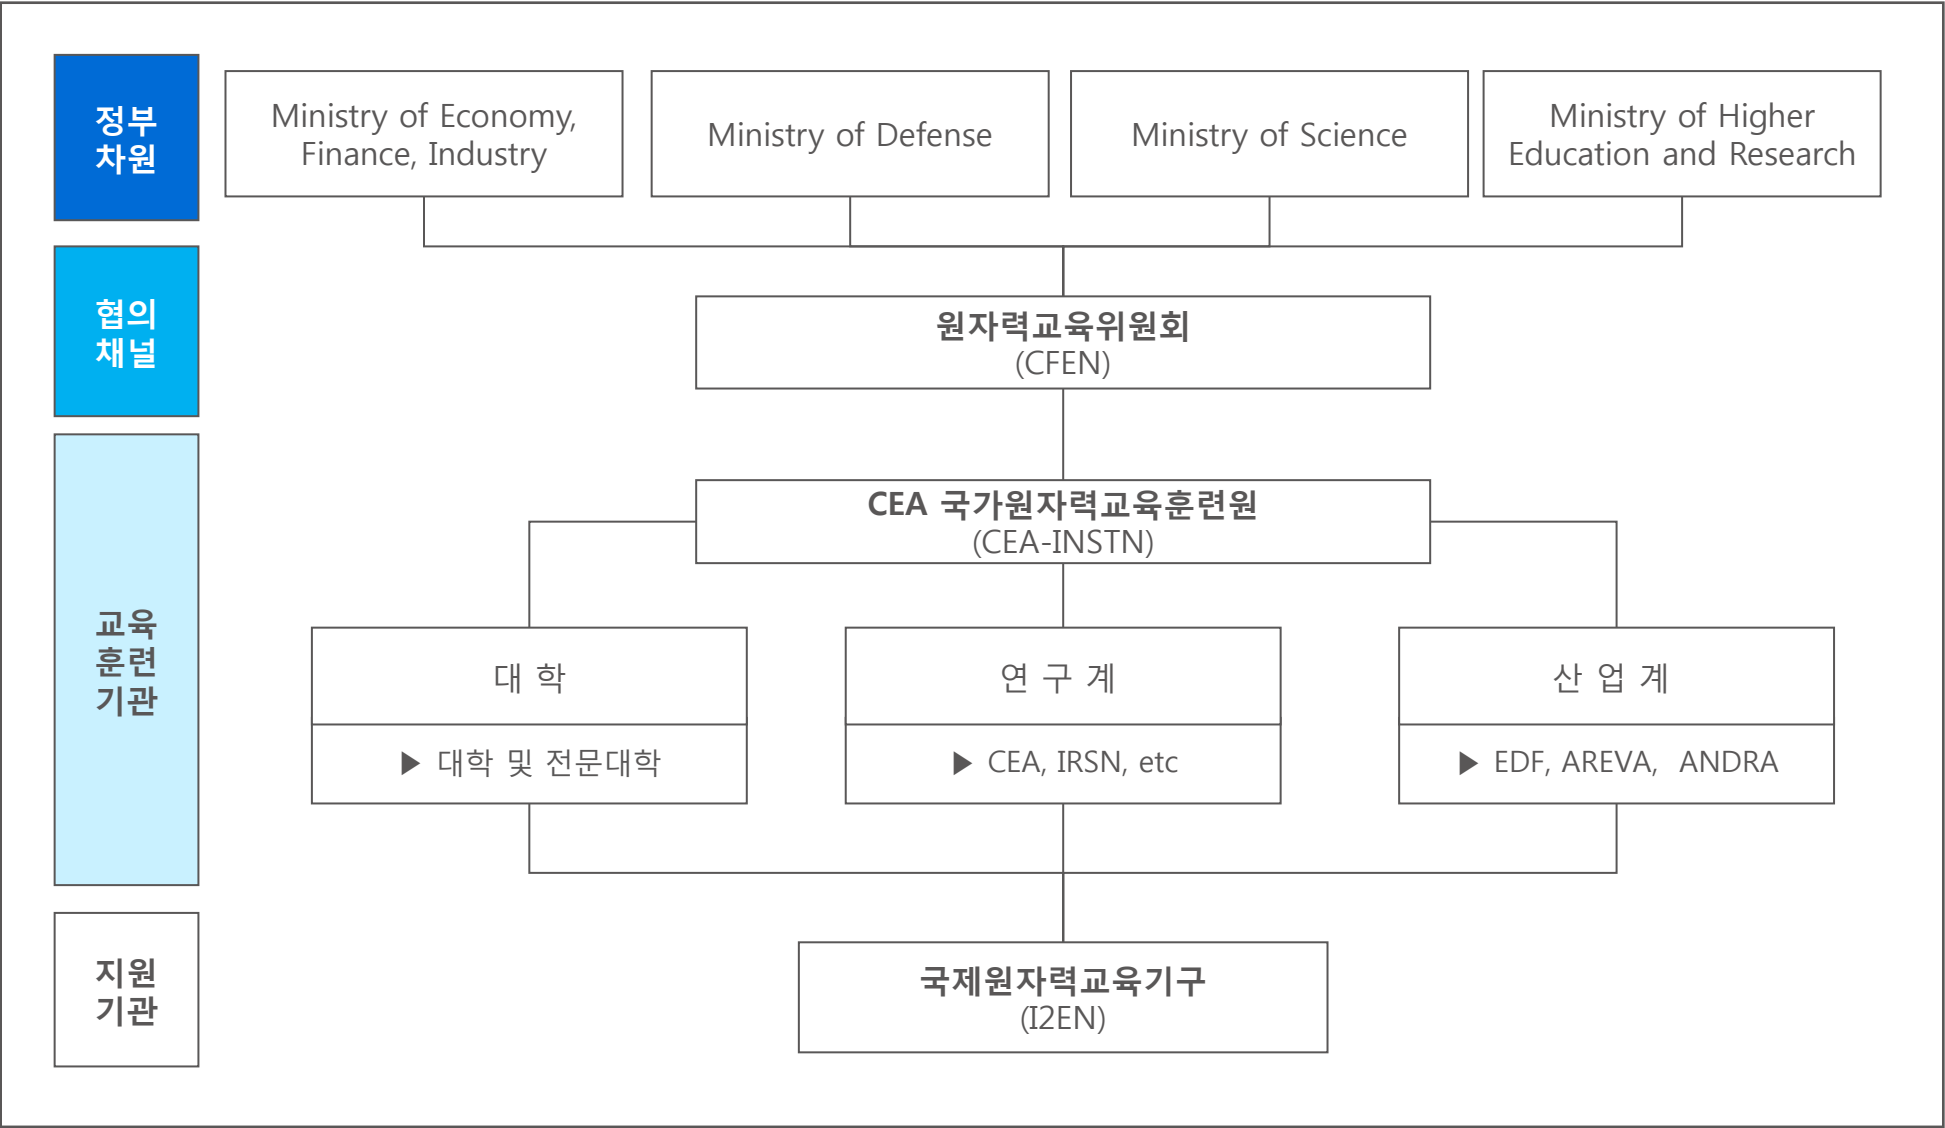 정부
차원
Ministry of Economy,
Finance, Industry
Ministry of Defense
Ministry of Science
Ministry of Higher
Education and Research
협의
채널
원자력교육위원회
(CFEN)
교육
훈련
기관
CEA 국가원자력교육훈련원
(CEA-INSTN)
대 학
▶ 대학 및 전문대학
연 구 계
▶ CEA, IRSN, etc
산 업 계
▶ EDF, AREVA, ANDRA
지원
기관
국제원자력교육기구
(I2EN)